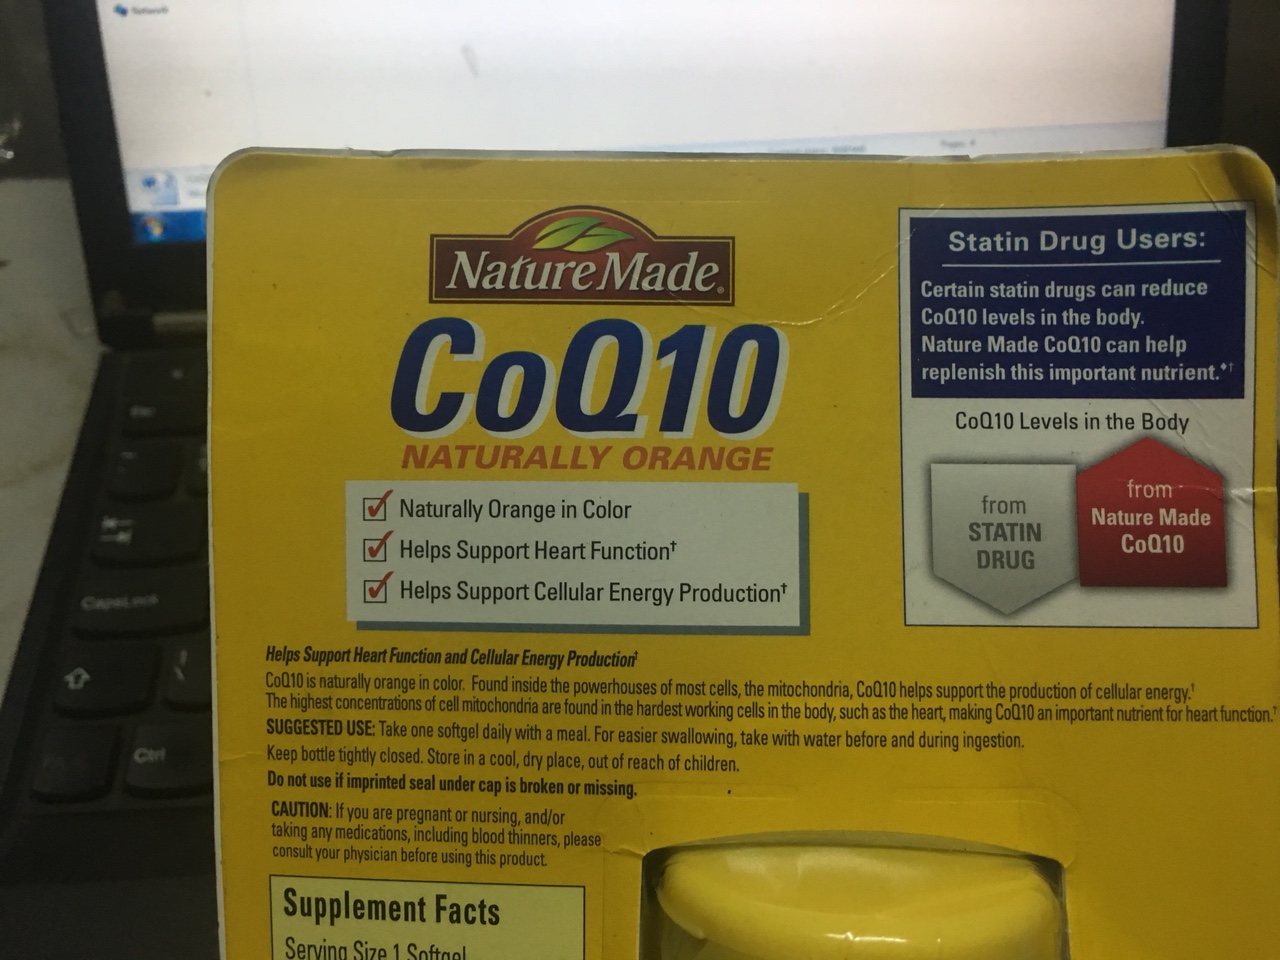 Network
NatureMade®
CoQ10
NATURALLY ORANGE
Naturally Orange in Color
Helps Support Heart Function†
Helps Support Cellular Energy Production†
Statin Drug Users:
Certain statin drugs can reduce
CoQ10 levels in the body.
Nature Made CoQ10 can help
replenish this important nutrient.♦†
CoQ10 Levels in the Body
from
STATIN
DRUG
from
Nature Made
CoQ10
Helps Support Heart Function and Cellular Energy Production†
CoQ10 is naturally orange in color. Found inside the powerhouses of most cells, the mitochondria, CoQ10 helps support the production of cellular energy.†
The highest concentrations of cell mitochondria are found in the hardest working cells in the body, such as the heart, making CoQ10 an important nutrient for heart function.†
SUGGESTED USE: Take one softgel daily with a meal. For easier swallowing, take with water before and during ingestion.
Keep bottle tightly closed. Store in a cool, dry place, out of reach of children.
Do not use if imprinted seal under cap is broken or missing.
CAUTION: If you are pregnant or nursing, and/or
taking any medications, including blood thinners, please
consult your physician before using this product.
Supplement Facts
Serving Size 1 Softgel
Esc
CapsLock
Ctrl